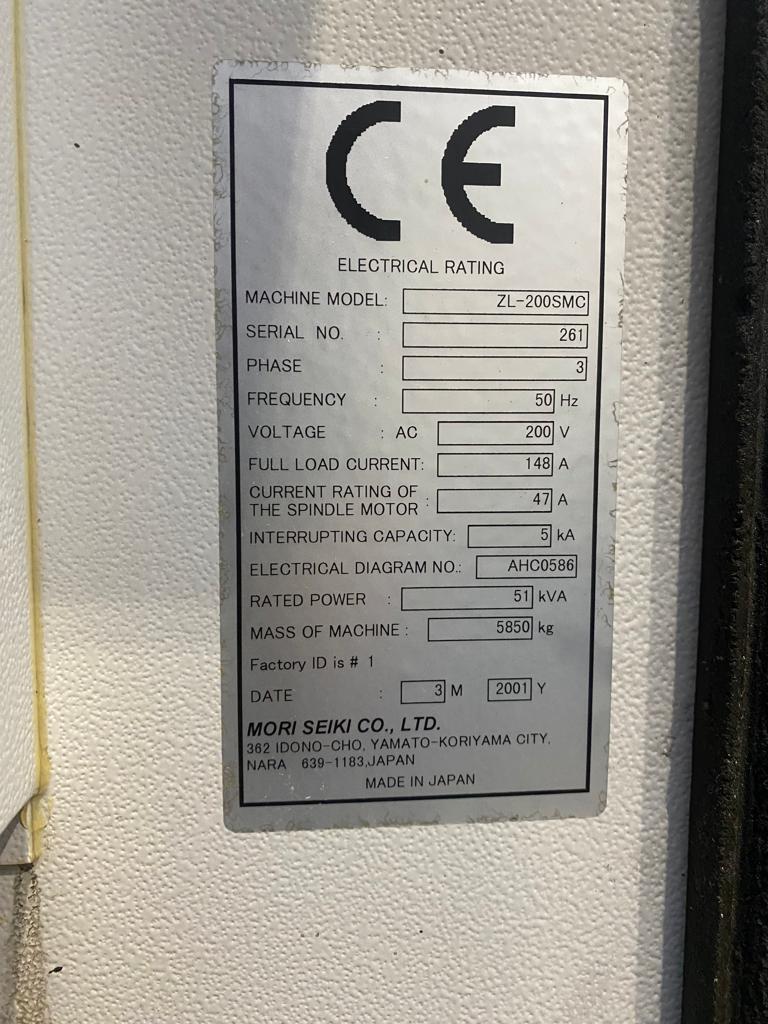 CE
ELECTRICAL RATING
MACHINE MODEL: ZL-200SMC
SERIAL NO. : 261
PHASE : 3
FREQUENCY : 50 Hz
VOLTAGE : AC 200 V
FULL LOAD CURRENT: 148 A
CURRENT RATING OF
THE SPINDLE MOTOR : 47 A
INTERRUPTING CAPACITY: 5 kA
ELECTRICAL DIAGRAM NO.: AHC0586
RATED POWER : 51 kVA
MASS OF MACHINE : 5850 kg
Factory ID is # 1
DATE : 3 M 2001 Y
MORI SEIKI CO., LTD.
362 IDONO-CHO, YAMATO-KORIYAMA CITY,
NARA 639-1183,JAPAN
MADE IN JAPAN